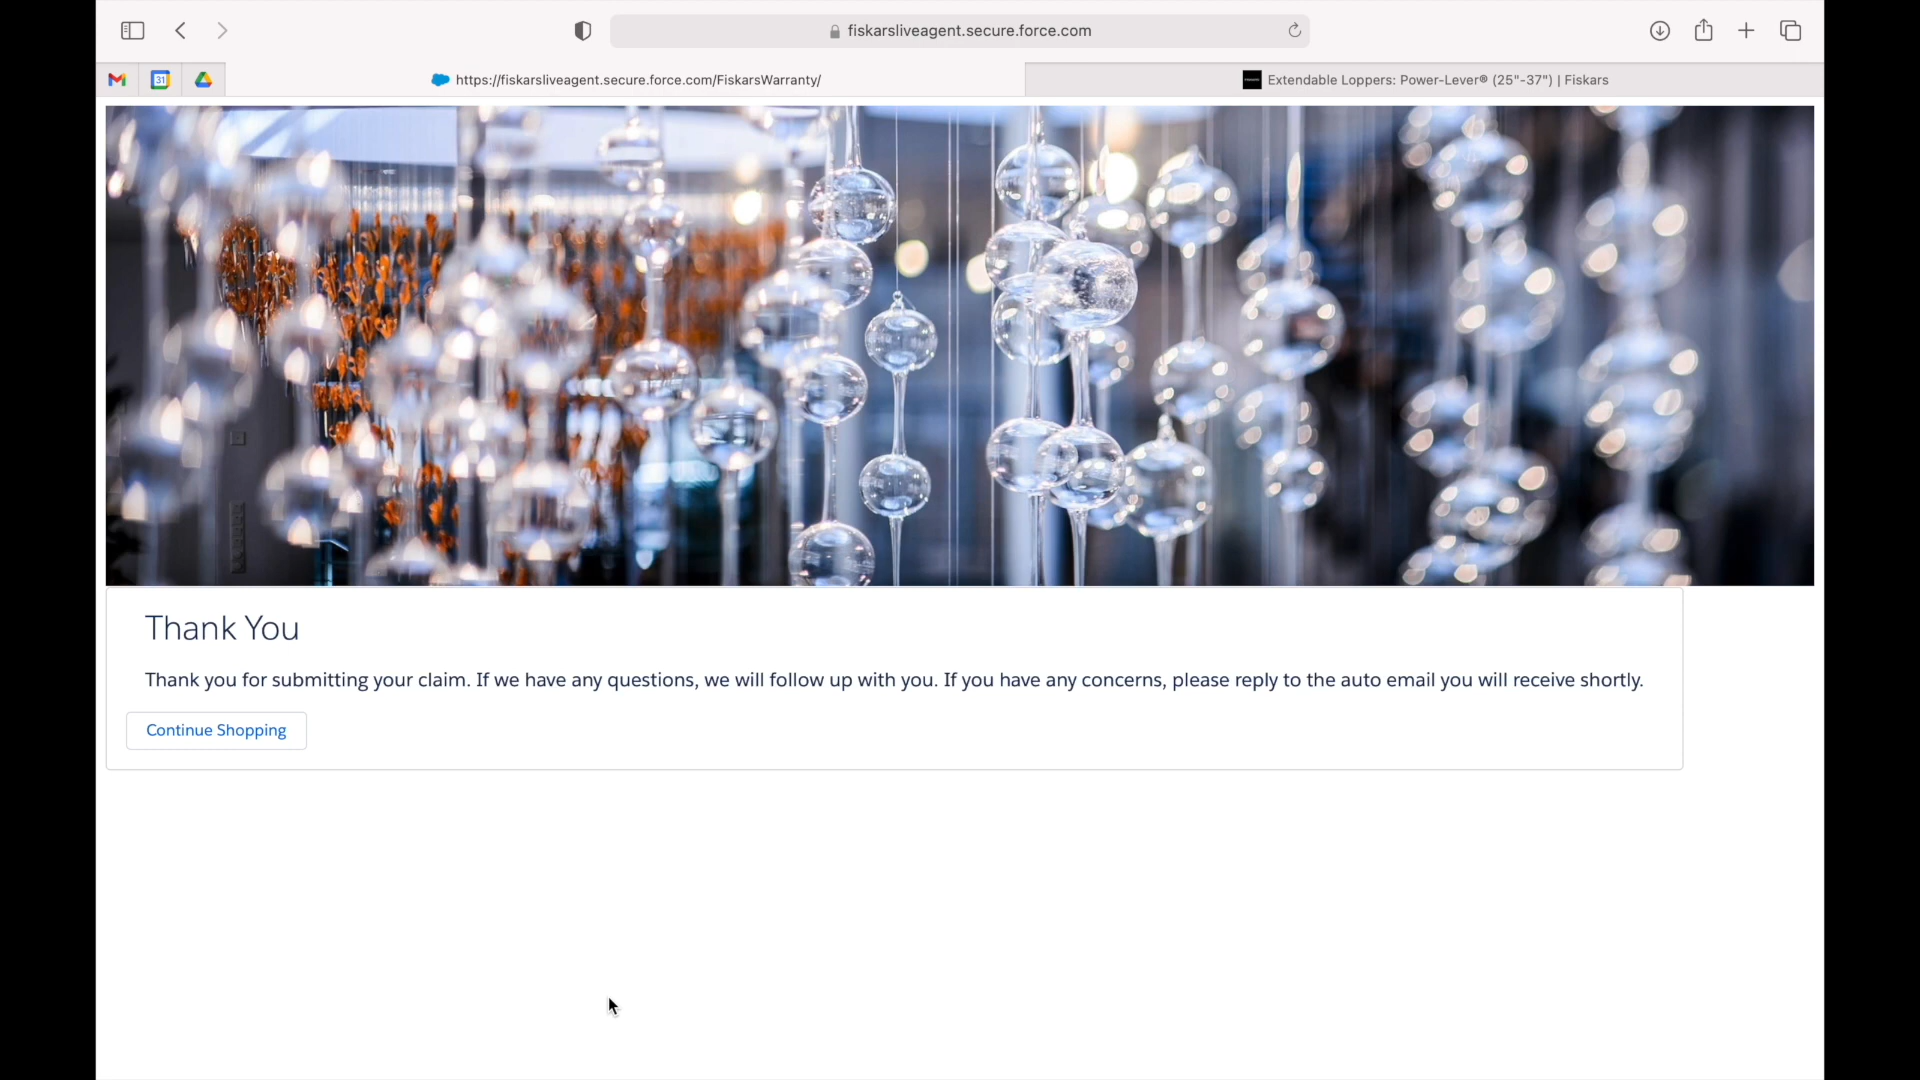 fiskarsliveagent.secure.force.com
31
https://fiskarsliveagent.secure.force.com/FiskarsWarranty/
Extendable Loppers: Power-Lever® (25"-37") | Fiskars
Thank You
Thank you for submitting your claim. If we have any questions, we will follow up with you. If you have any concerns, please reply to the auto email you will receive shortly.
Continue Shopping